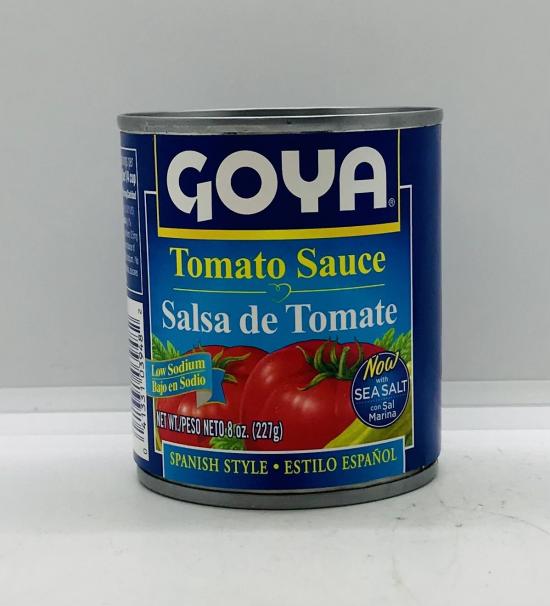 GOYA®
Tomato Sauce
Salsa de Tomate
Low Sodium
Bajo en Sodio
Now
with
SEA SALT
con Sal
Marina
NET WT./PESO NETO 8 oz. (227g)
SPANISH STYLE • ESTILO ESPAÑOL